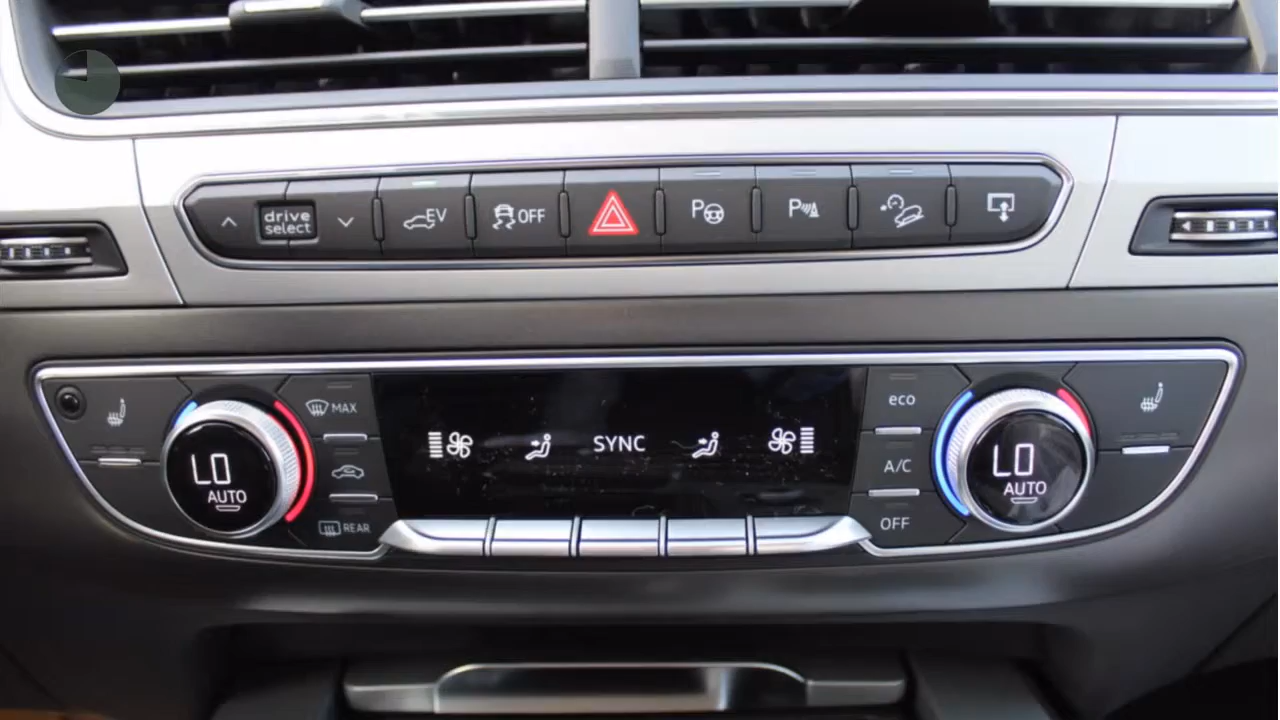 drive
select
EV
OFF
P
P
MAX
eco
LO
AUTO
SYNC
A/C
LO
AUTO
REAR
OFF